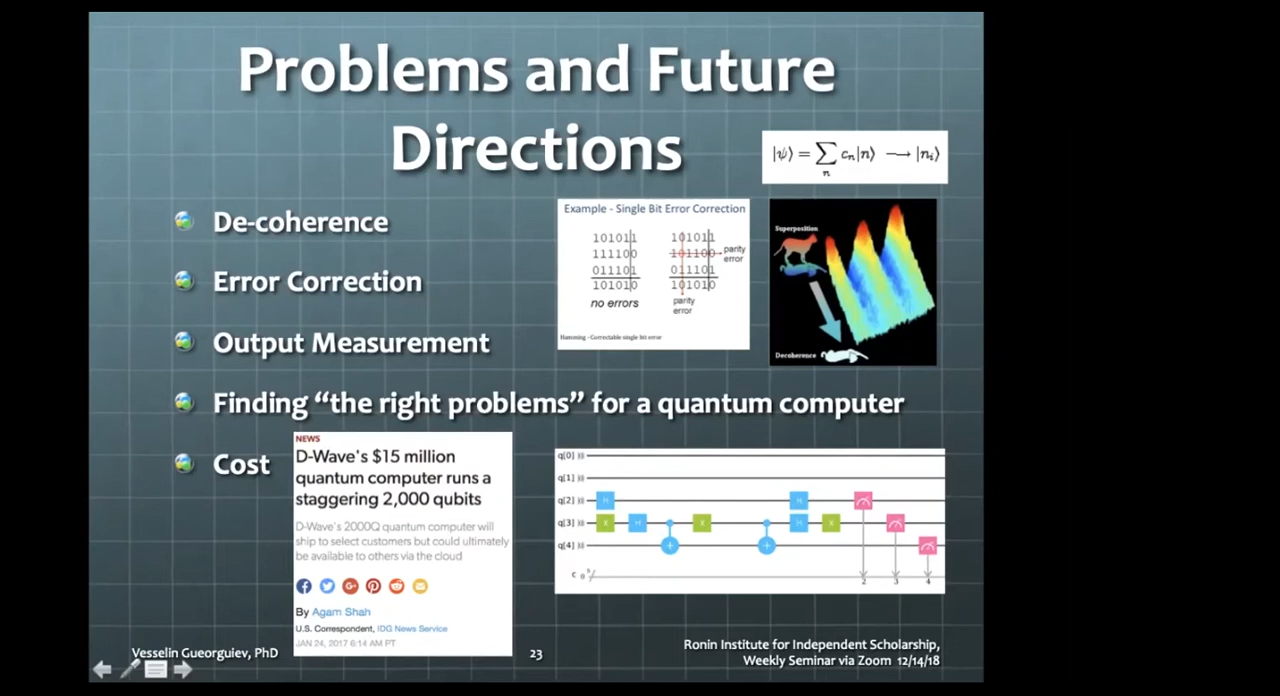 Problems and Future
Directions
|ψ⟩ = ∑ cn|n⟩ → |ni⟩
n
De-coherence
Error Correction
Output Measurement
Finding “the right problems” for a quantum computer
Cost
Example - Single Bit Error Correction
101011 101011
111100 101100 parity
error
011101 011101
101010 101010
no errors parity
error
Hamming - Correctable single bit error
Superposition
Decoherence
NEWS
D-Wave's $15 million
quantum computer runs a
staggering 2,000 qubits
D-Wave's 2000Q quantum computer will
ship to select customers but could ultimately
be available to others via the cloud
By Agam Shah
U.S. Correspondent, IDG News Service
JAN 24, 2017 6:14 AM PT
q[0]
q[1]
q[2] H H
q[3] X H X H X
q[4]
c 2 3 4
Vesselin Gueorguiev, PhD
23
Ronin Institute for Independent Scholarship,
Weekly Seminar via Zoom 12/14/18